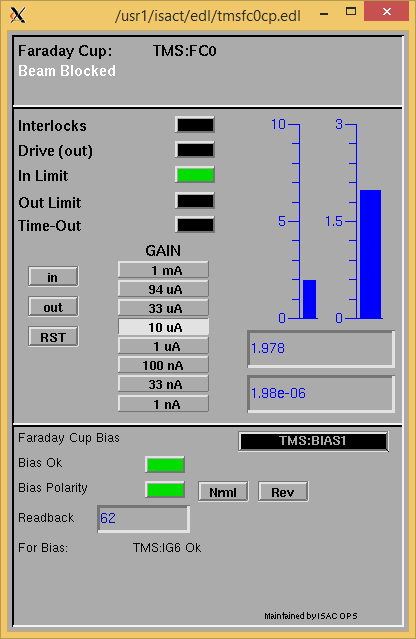 /usr1/isact/edl/tmsfc0cp.edl
Faraday Cup: TMS:FC0
Beam Blocked
Interlocks
Drive (out)
In Limit
Out Limit
Time-Out
10
5
0
3
1.5
0
GAIN
1 mA
94 uA
33 uA
10 uA
1 uA
100 nA
33 nA
1 nA
in
out
RST
1.978
1.98e-06
Faraday Cup Bias TMS:BIAS1
Bias Ok
Bias Polarity Nrml Rev
Readback 62
For Bias: TMS:IG6 Ok
Maintained by ISAC OPS